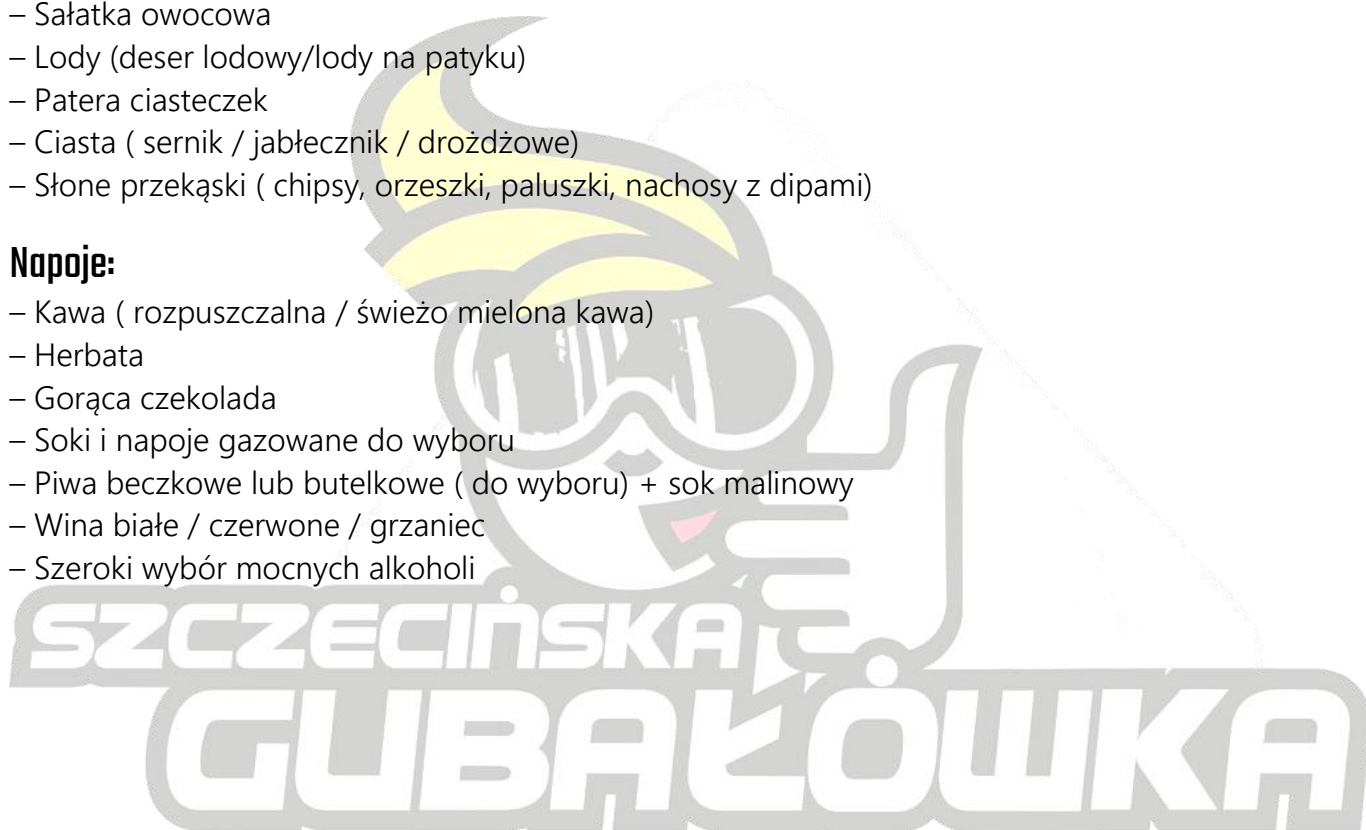 – Sałatka owocowa
– Lody (deser lodowy/lody na patyku)
– Patera ciasteczek
– Ciasta ( sernik / jabłecznik / drożdżowe)
– Słone przekąski ( chipsy, orzeszki, paluszki, nachosy z dipami)
Napoje:
– Kawa ( rozpuszczalna / świeżo mielona kawa)
– Herbata
– Gorąca czekolada
– Soki i napoje gazowane do wyboru
– Piwa beczkowe lub butelkowe ( do wyboru) + sok malinowy
– Wina białe / czerwone / grzaniec
– Szeroki wybór mocnych alkoholi
SZCZECIŃSKA
GUBAŁÓWKA